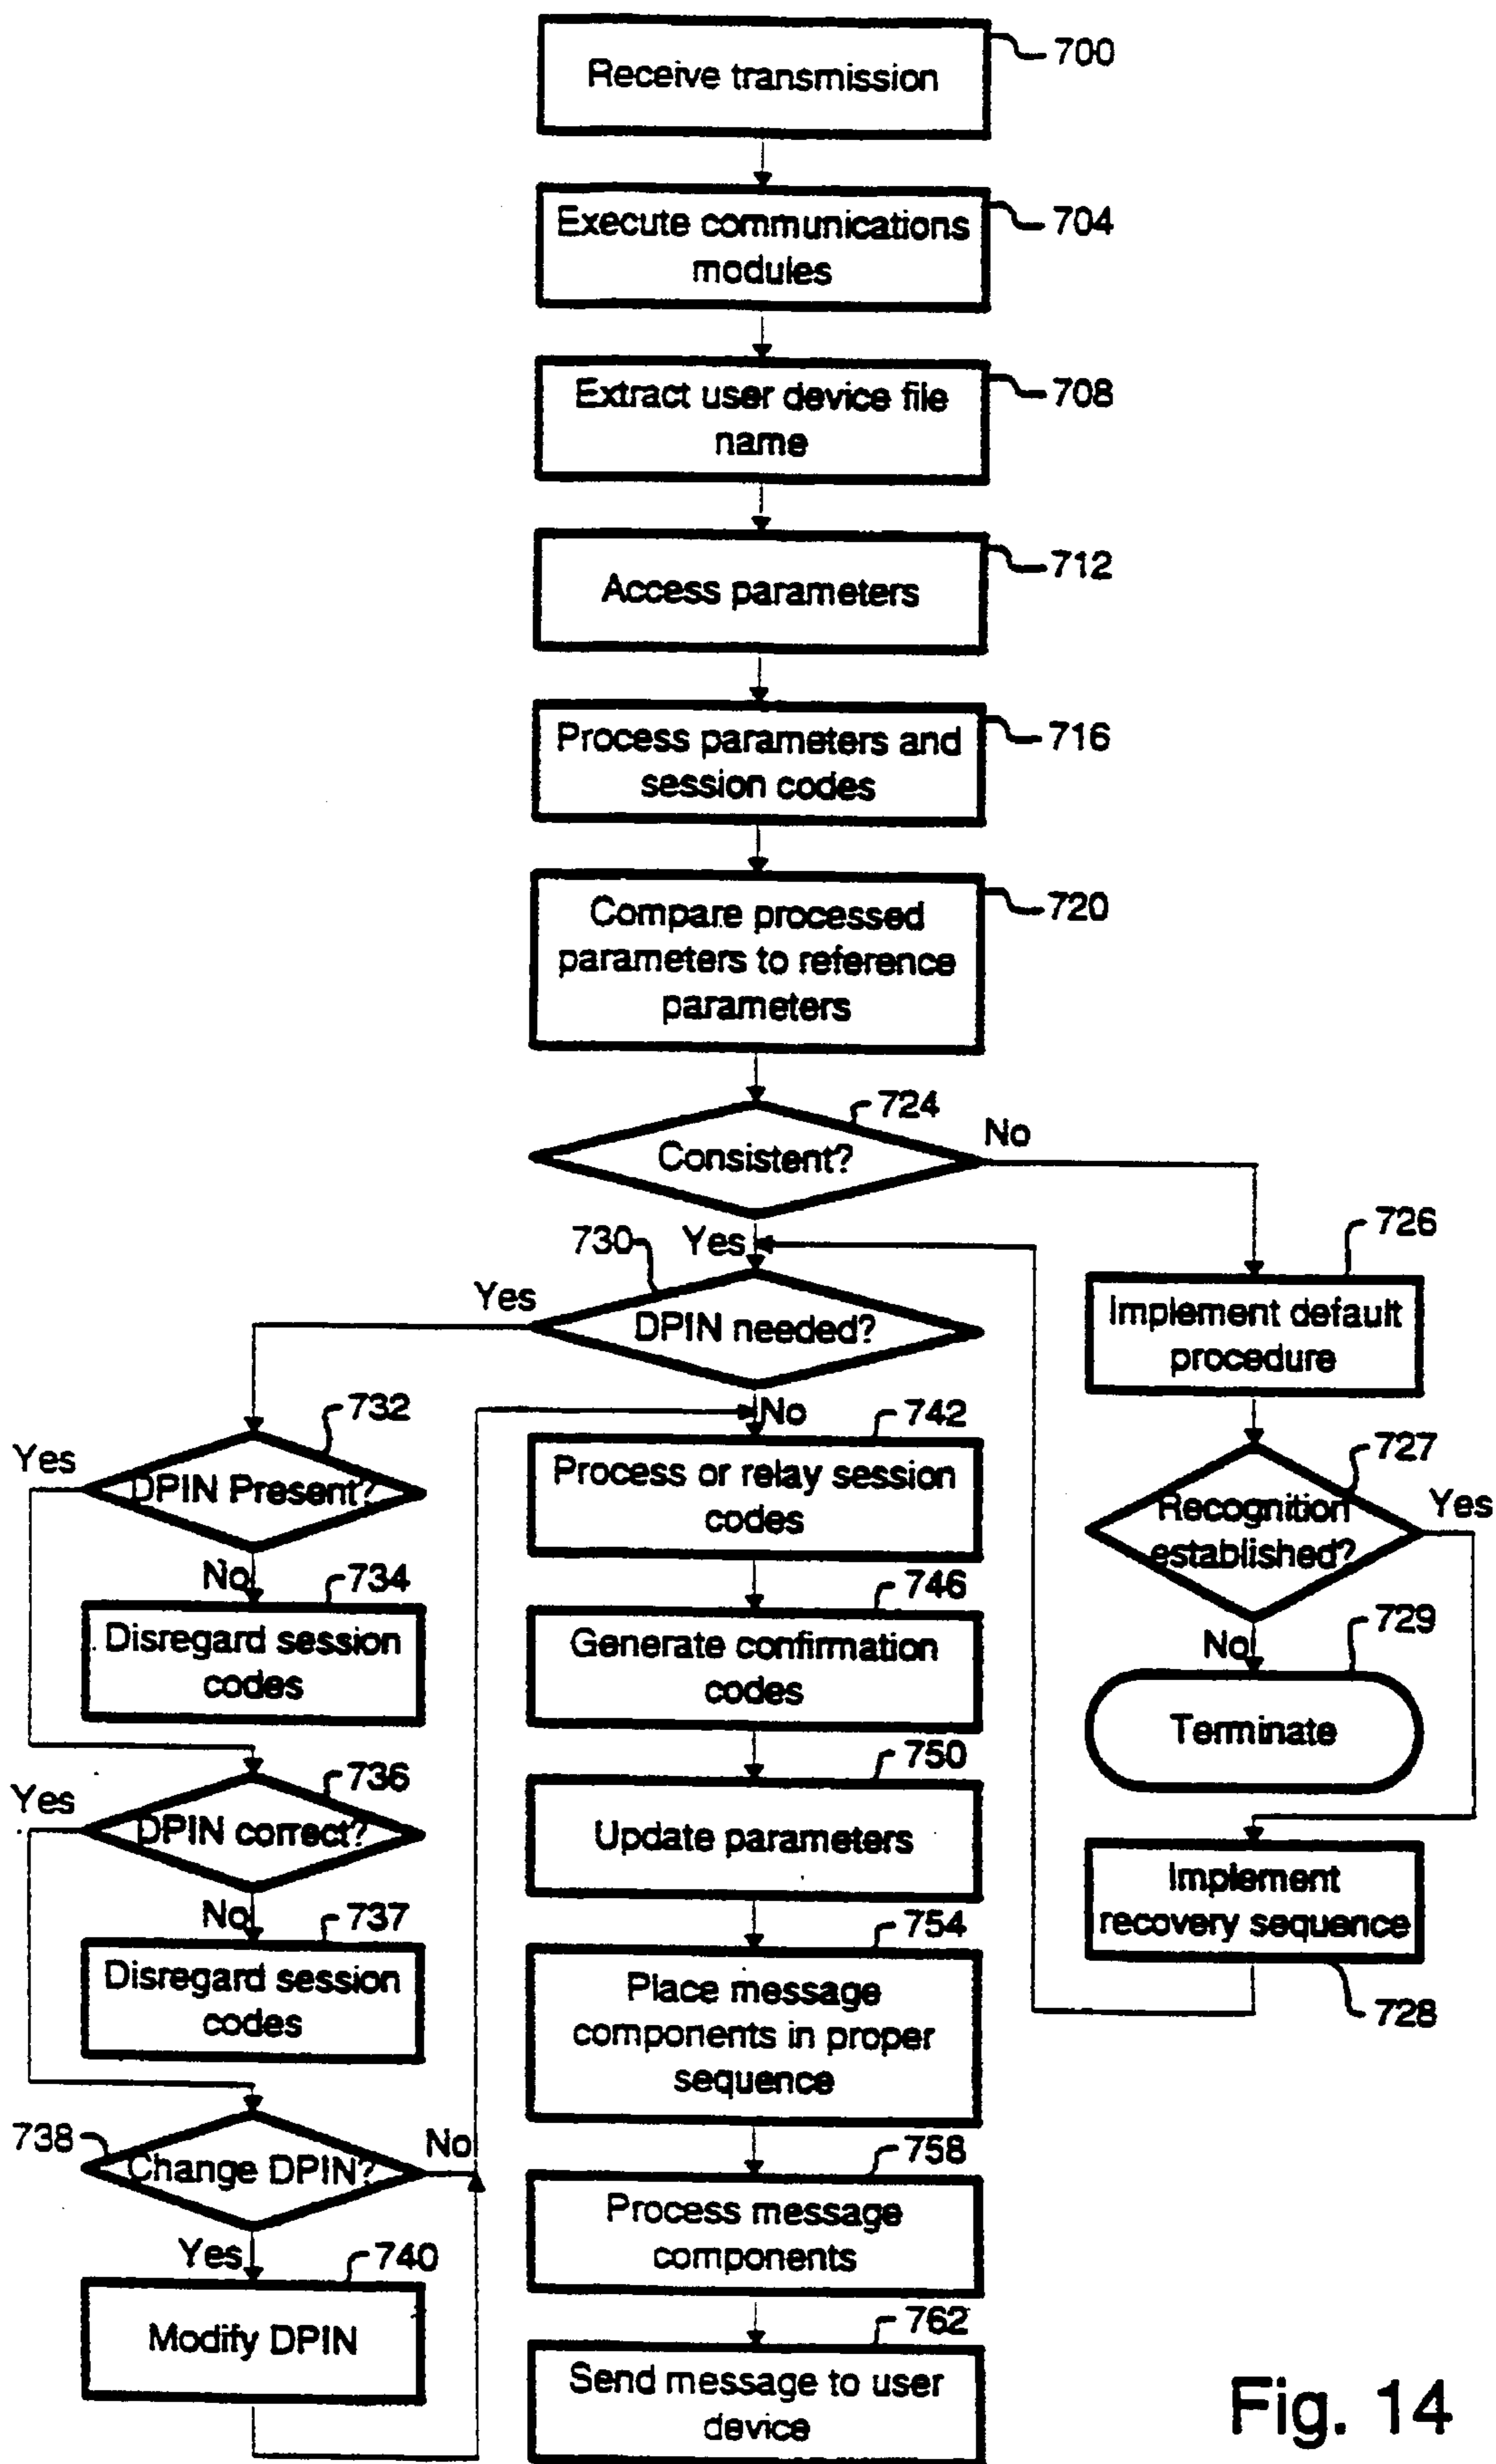 Receive transmission
700
Execute communications
modules
704
Extract user device file
name
708
Access parameters
712
Process parameters and
session codes
716
Compare processed
parameters to reference
parameters
720
Consistent?
724
No
Yes
730
DPIN needed?
Yes
No
726
Implement default
procedure
727
Recognition
established?
Yes
No
729
Terminate
Implement
recovery sequence
728
732
DPIN Present?
Yes
No
734
Disregard session
codes
736
DPIN correct?
Yes
No
737
Disregard session
codes
738
Change DPIN?
No
Yes
740
Modify DPIN
742
Process or relay session
codes
746
Generate confirmation
codes
750
Update parameters
754
Place message
components in proper
sequence
758
Process message
components
762
Send message to user
device
Fig. 14